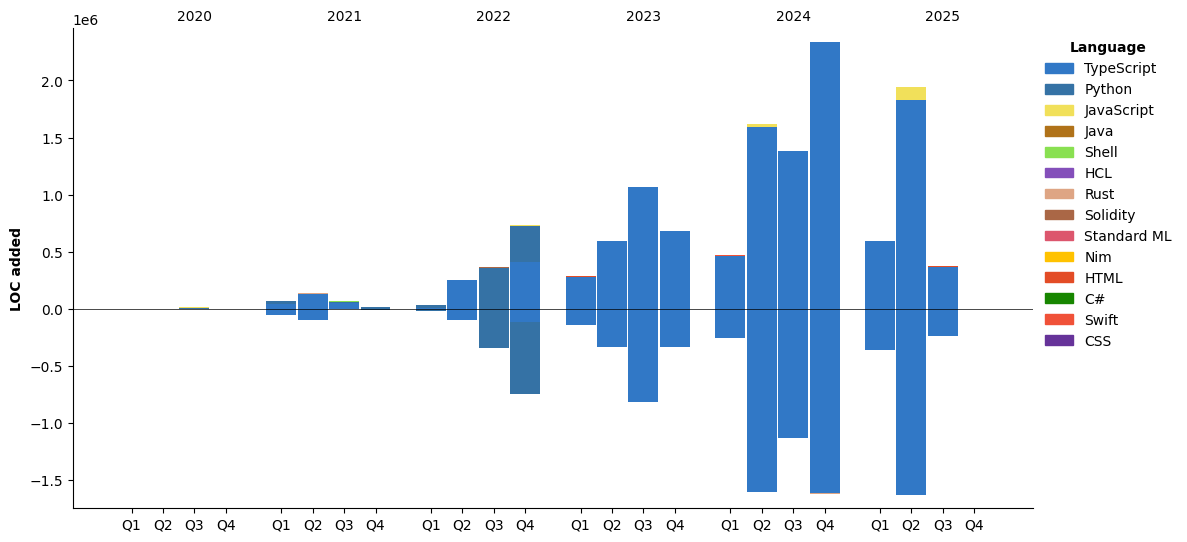 1e6
2020 2021 2022 2023 2024 2025
Language
TypeScript
Python
JavaScript
Java
Shell
HCL
Rust
Solidity
Standard ML
Nim
HTML
C#
Swift
CSS
LOC added
2.0
1.5
1.0
0.5
0.0
−0.5
−1.0
−1.5
Q1 Q2 Q3 Q4 Q1 Q2 Q3 Q4 Q1 Q2 Q3 Q4 Q1 Q2 Q3 Q4 Q1 Q2 Q3 Q4 Q1 Q2 Q3 Q4